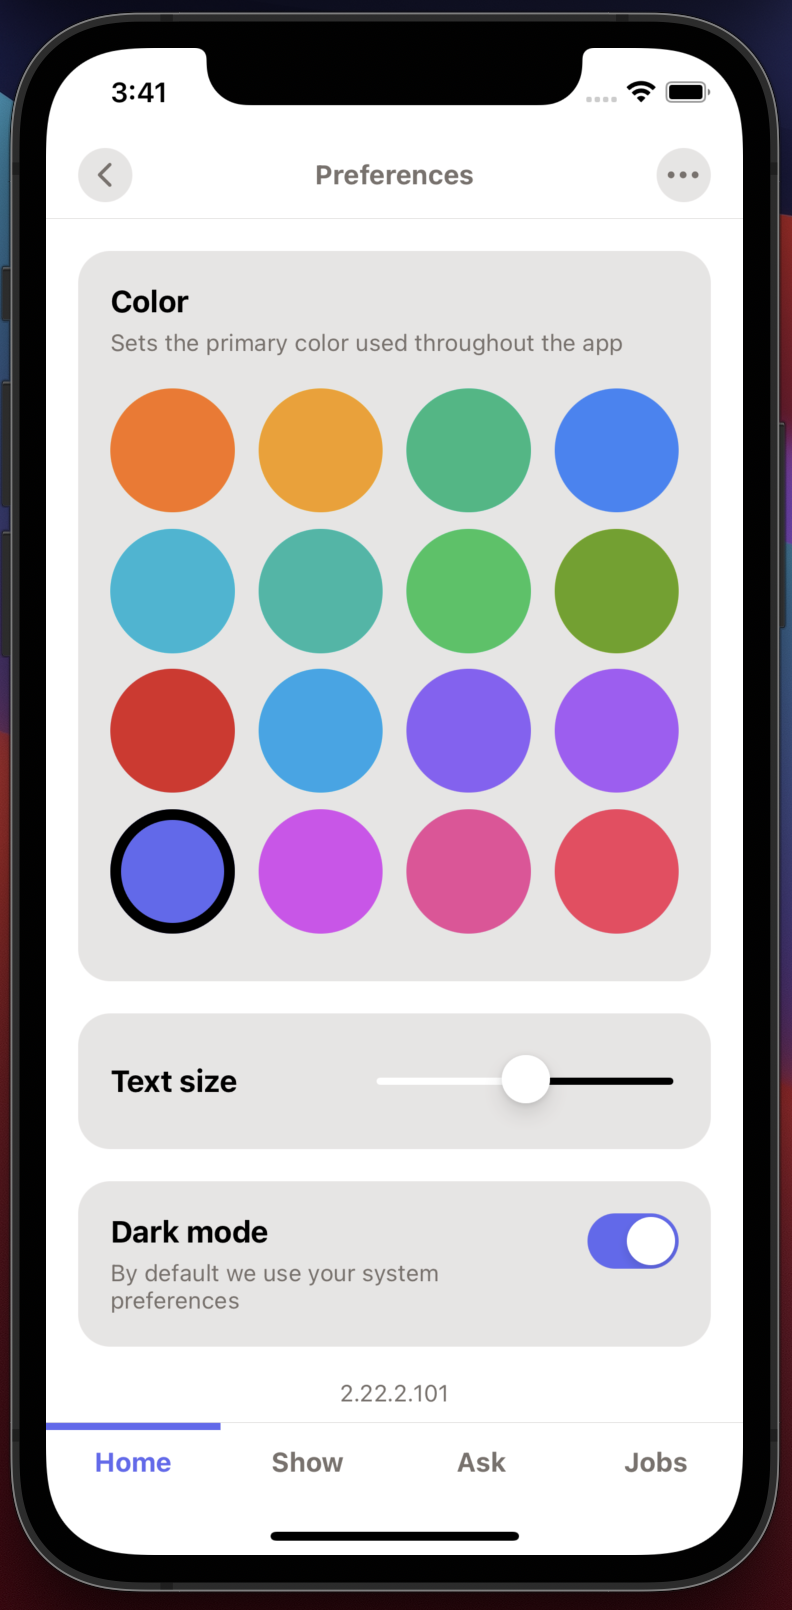 3:41
Preferences
Color
Sets the primary color used throughout the app
Text size
Dark mode
By default we use your system
preferences
2.22.2.101
Home Show Ask Jobs